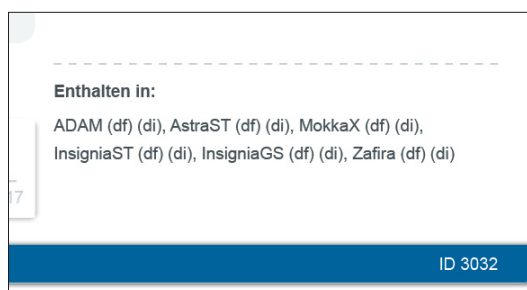 Enthalten in:
ADAM (df) (di), AstraST (df) (di), MokkaX (df) (di),
InsigniaST (df) (di), InsigniaGS (df) (di), Zafira (df) (di)
17
ID 3032